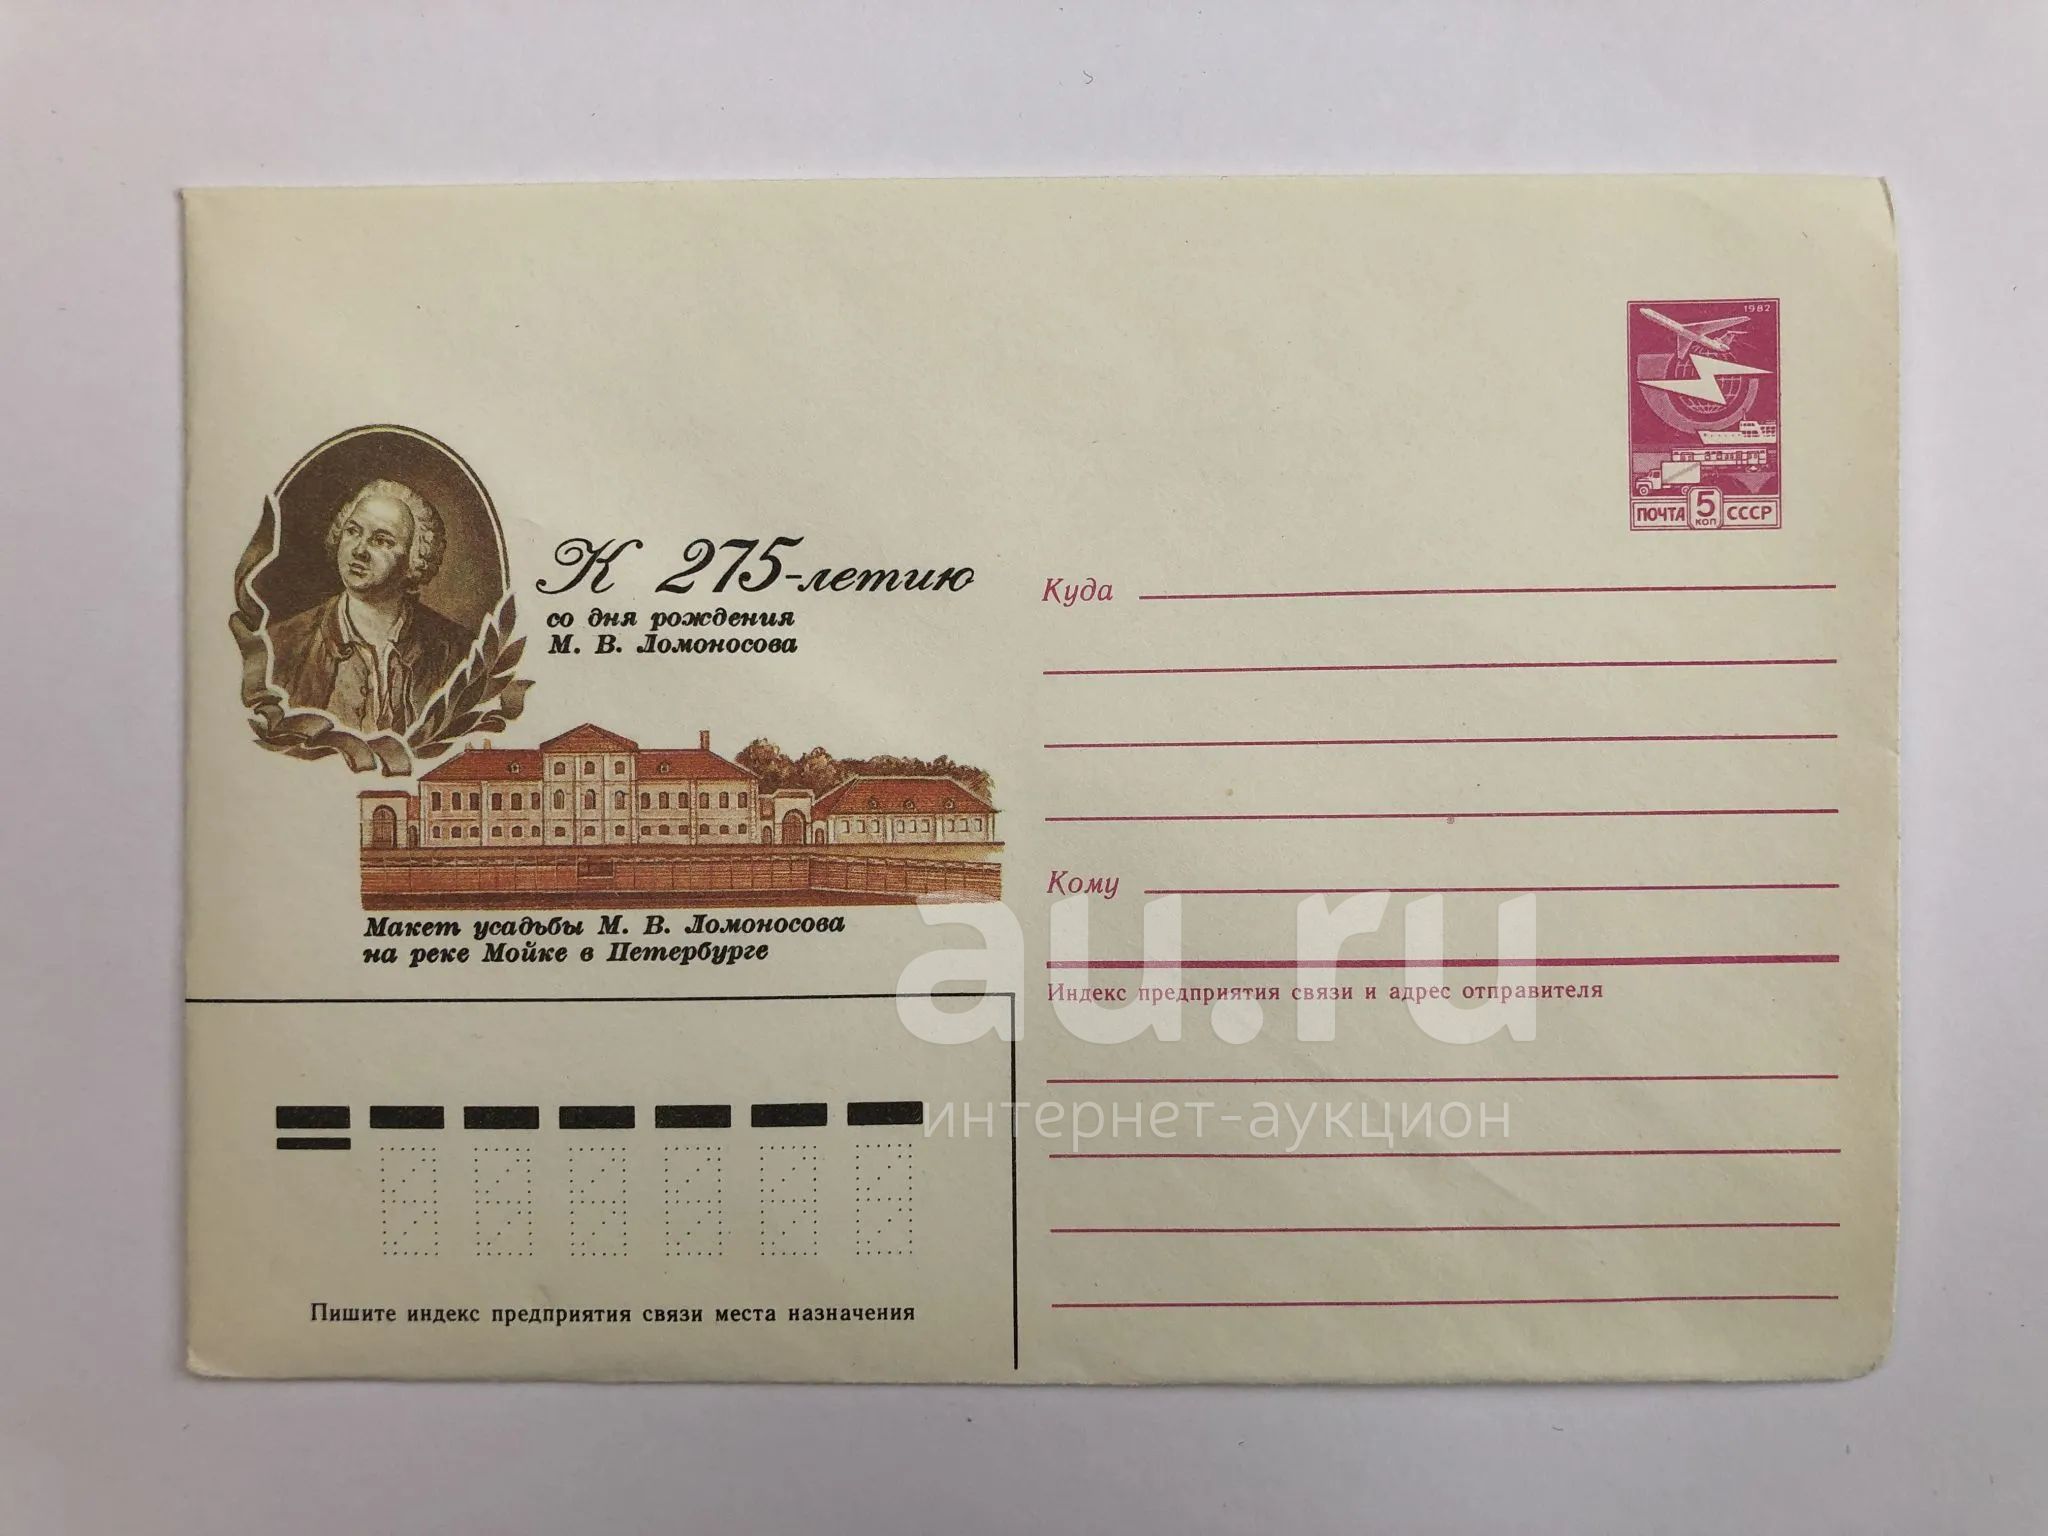 1982
ПОЧТА 5 КОП СССР
К 275-летию
со дня рождения
М. В. Ломоносова
Макет усадьбы М. В. Ломоносова
на реке Мойке в Петербурге
Куда
Кому
Индекс предприятия связи и адрес отправителя
Пишите индекс предприятия связи места назначения
au.ru
интернет-аукцион